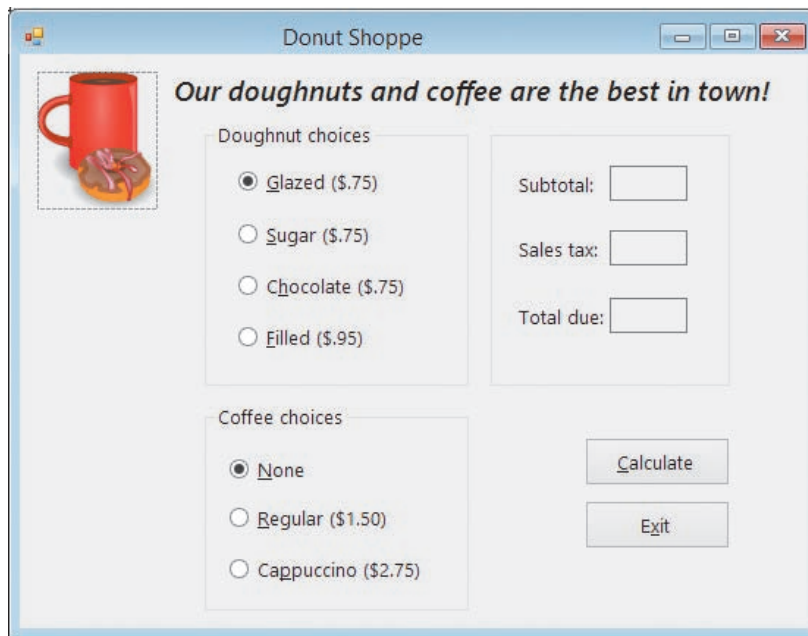 Donut Shoppe
Our doughnuts and coffee are the best in town!
Doughnut choices
Glazed ($.75)
Sugar ($.75)
Chocolate ($.75)
Filled ($.95)
Subtotal:
Sales tax:
Total due:
Coffee choices
None
Regular ($1.50)
Cappuccino ($2.75)
Calculate
Exit